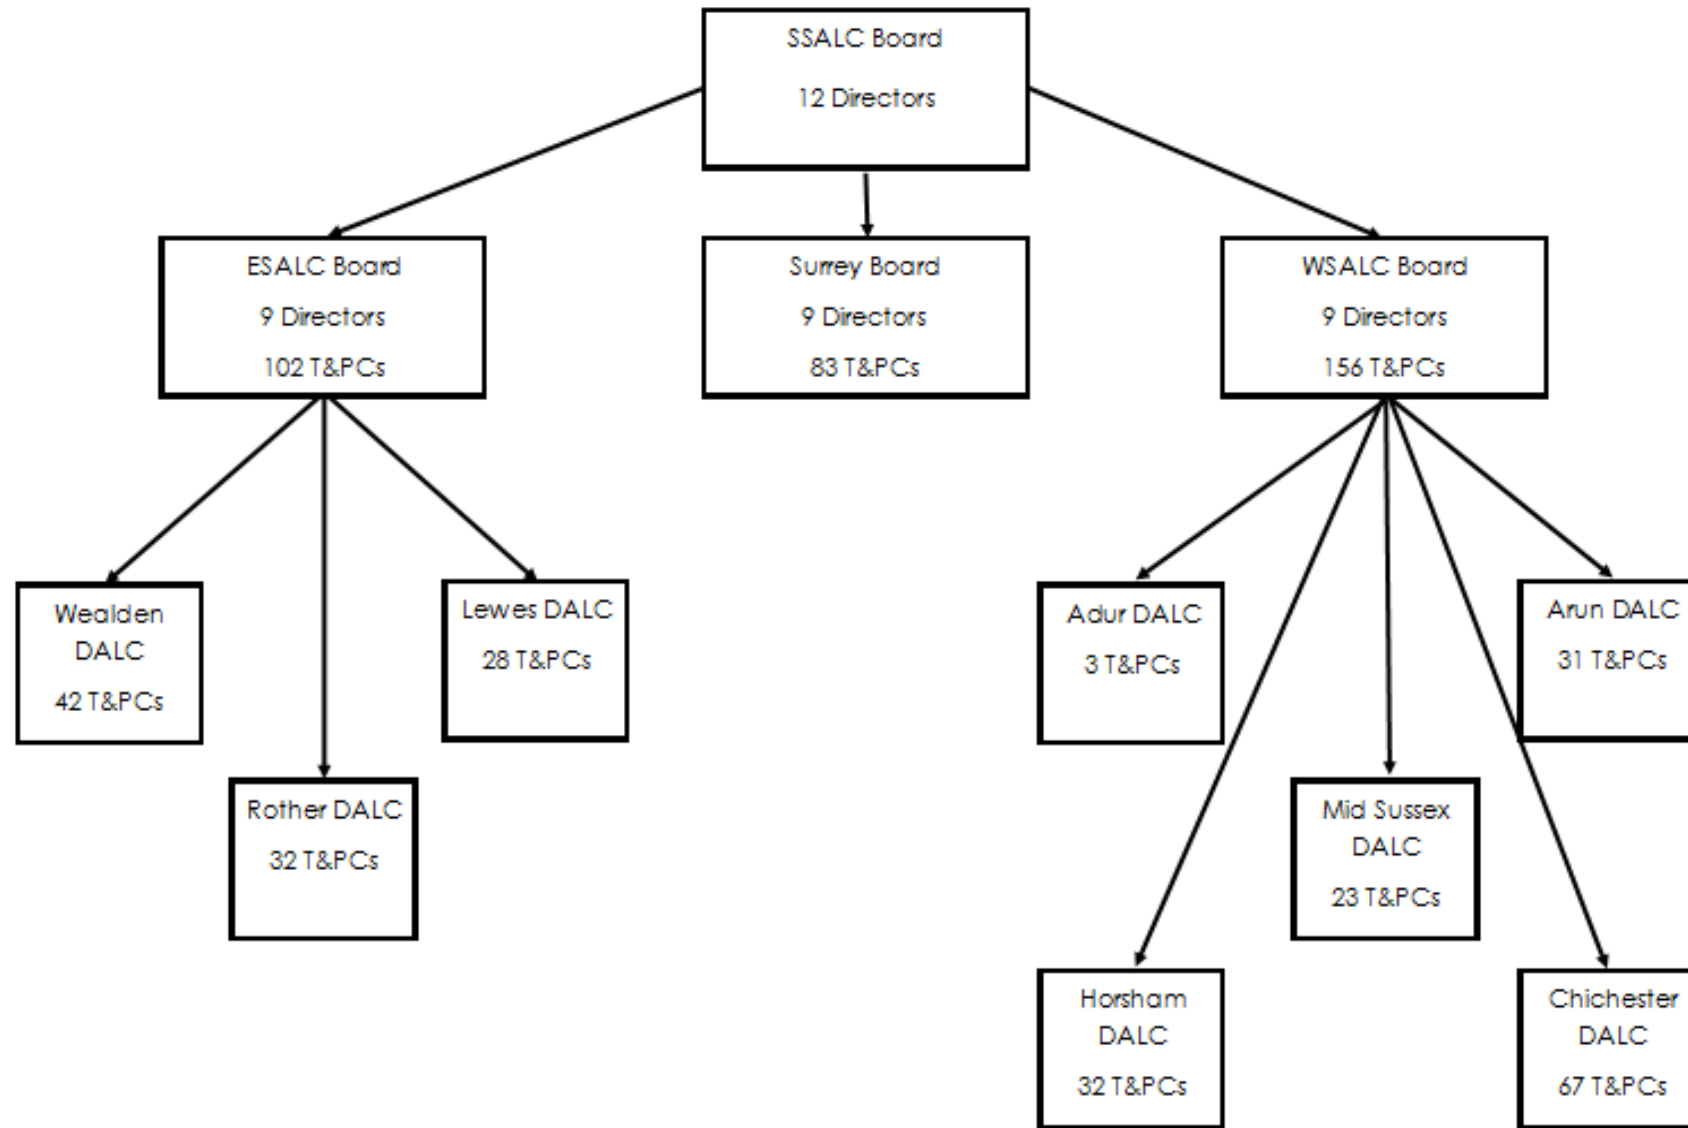 SSALC Board
12 Directors
ESALC Board
9 Directors
102 T&PCs
Surrey Board
9 Directors
83 T&PCs
WSALC Board
9 Directors
156 T&PCs
Wealden
DALC
42 T&PCs
Lewes DALC
28 T&PCs
Adur DALC
3 T&PCs
Arun DALC
31 T&PCs
Rother DALC
32 T&PCs
Mid Sussex
DALC
23 T&PCs
Horsham
DALC
32 T&PCs
Chichester
DALC
67 T&PCs